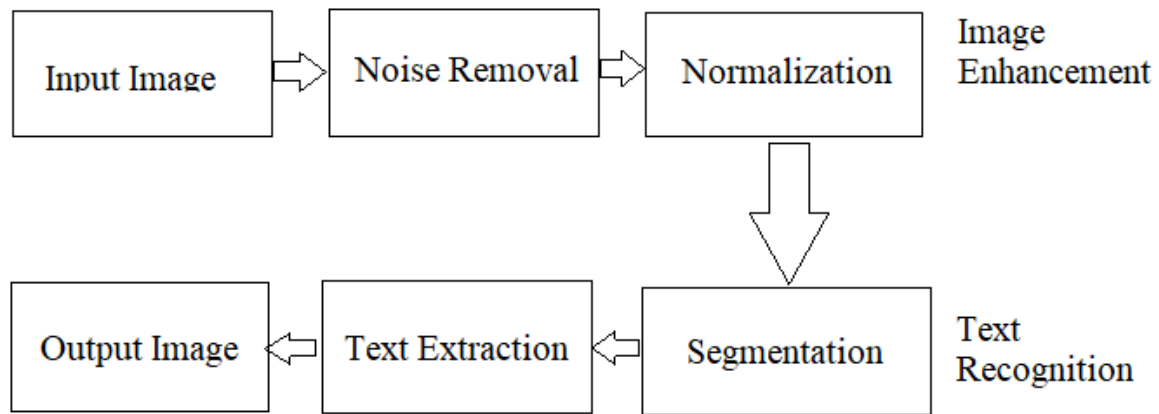 Input Image
Noise Removal
Normalization
Image
Enhancement
Output Image
Text Extraction
Segmentation
Text
Recognition